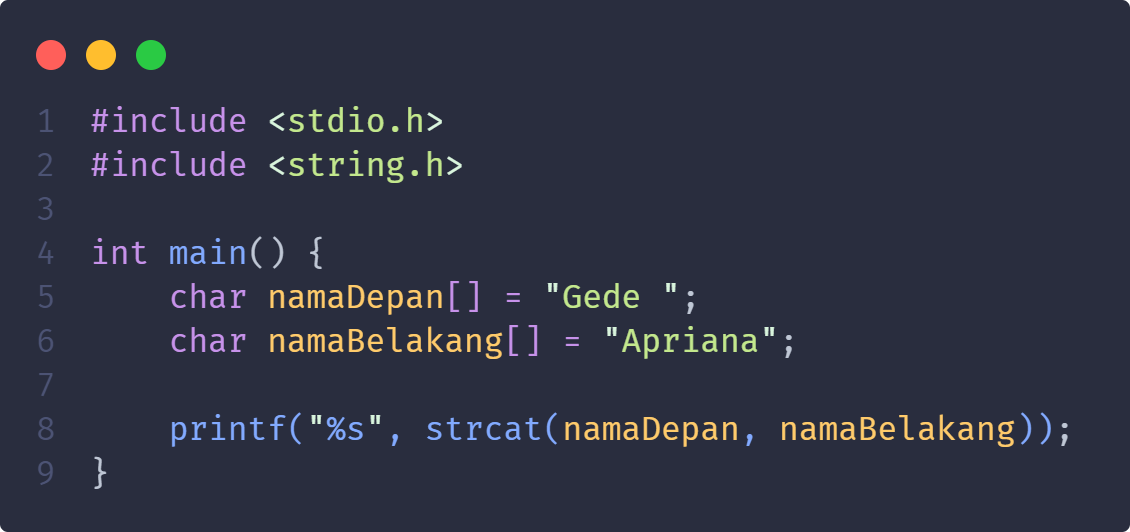 1 #include <stdio.h>
2 #include <string.h>
3
4 int main() {
5     char namaDepan[] = "Gede ";
6     char namaBelakang[] = "Apriana";
7
8     printf("%s", strcat(namaDepan, namaBelakang));
9 }